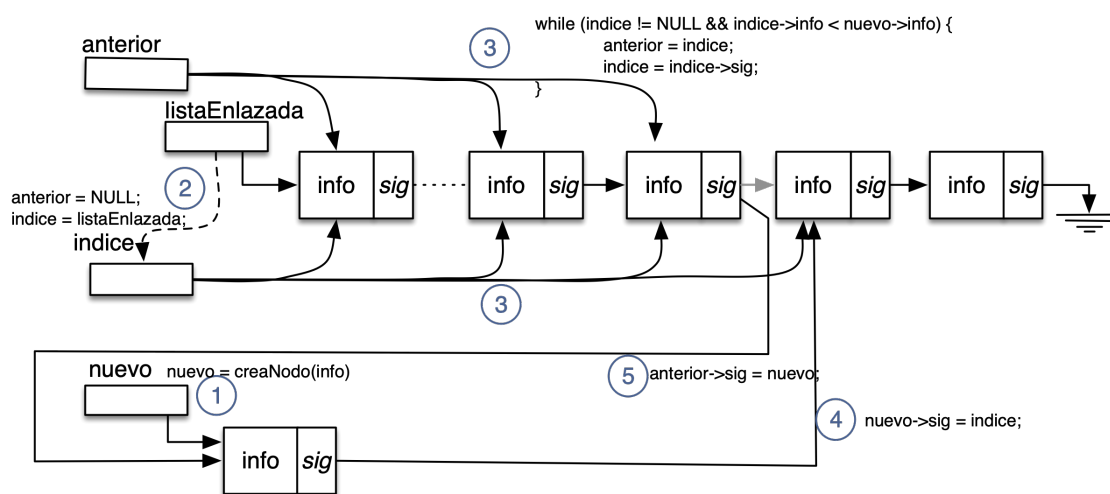 while (indice != NULL && indice->info < nuevo->info) {
anterior = indice;
indice = indice->sig;
}
3
anterior
listaEnlazada
2
anterior = NULL;
indice = listaEnlazada;
indice
info sig
info sig
info sig
info sig
info sig
3
nuevo
nuevo = creaNodo(info)
1
5
anterior->sig = nuevo;
4
nuevo->sig = indice;
info sig